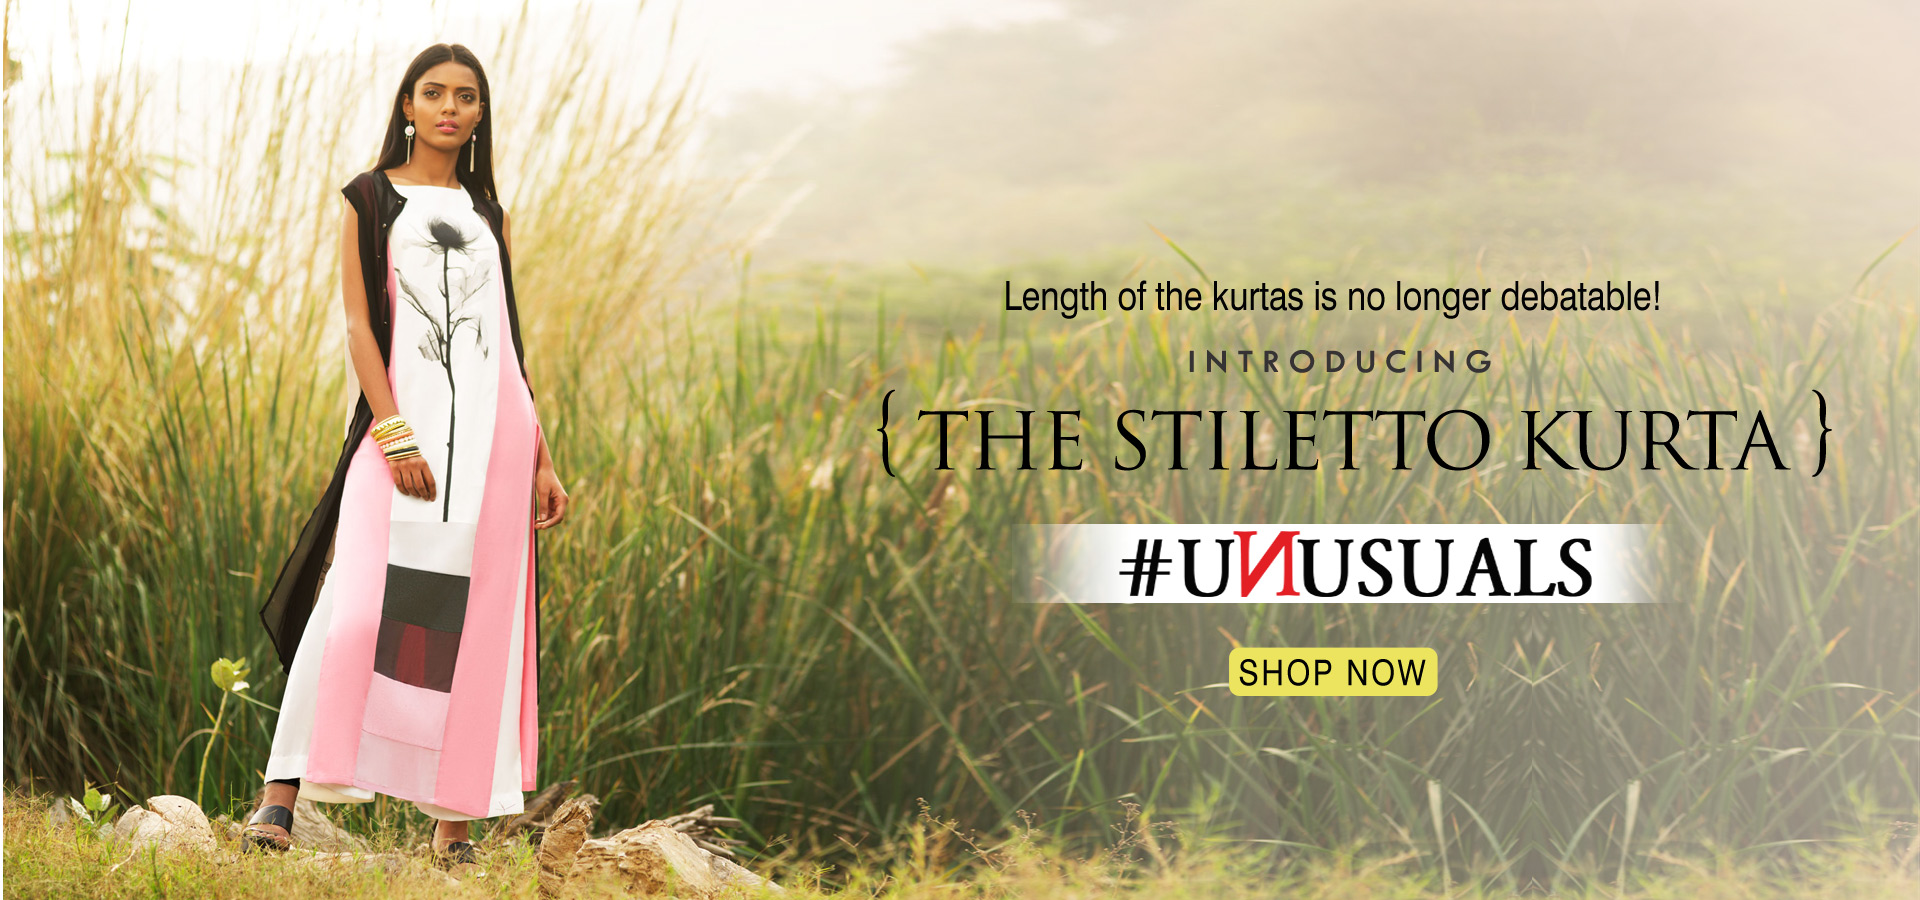 Length of the kurtas is no longer debatable!
INTRODUCING
{ THE STILETTO KURTA }
#UNUSUALS
SHOP NOW